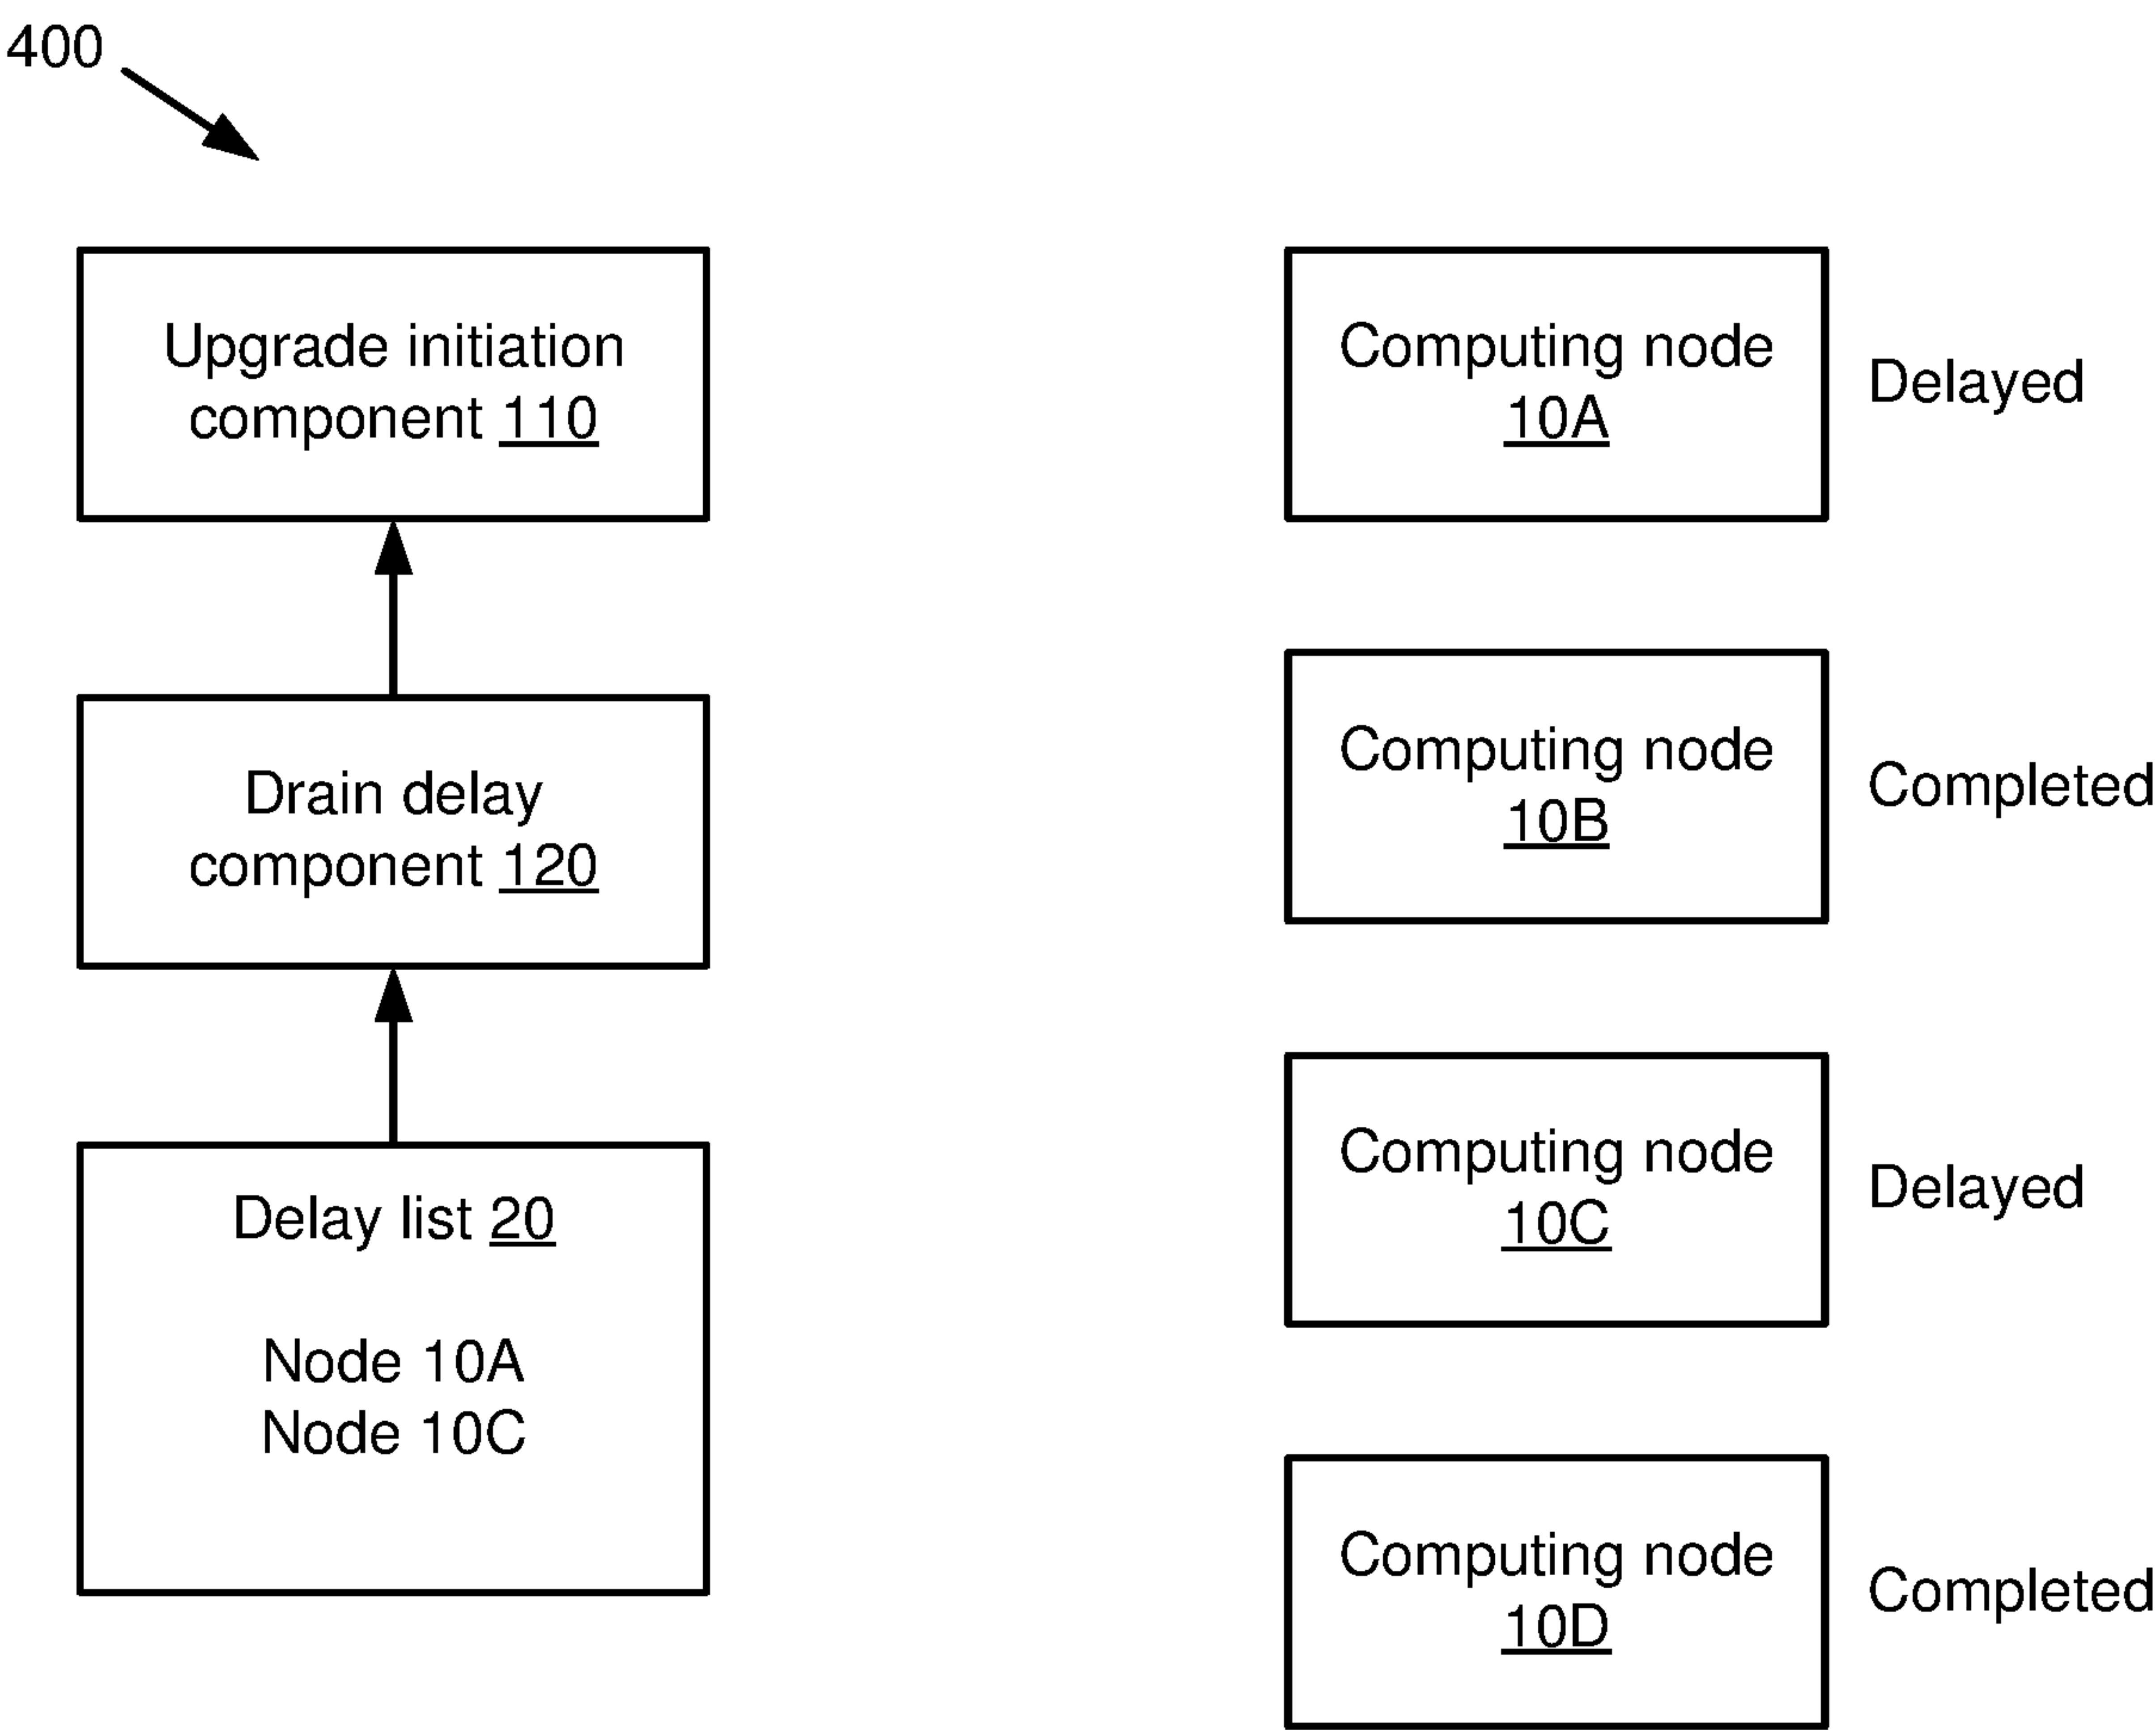 400
Upgrade initiation
component 110
Drain delay
component 120
Delay list 20
Node 10A
Node 10C
Computing node
10A
Delayed
Computing node
10B
Completed
Computing node
10C
Delayed
Computing node
10D
Completed